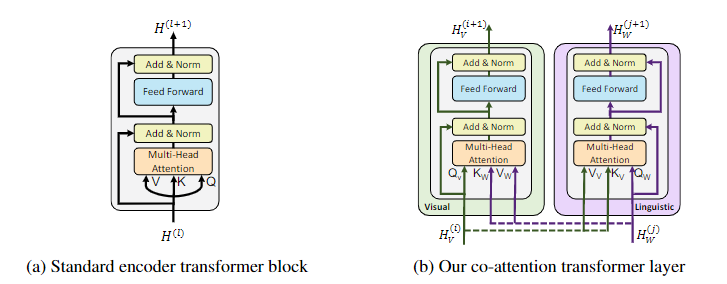 H^(l+1)
Add & Norm
Feed Forward
Add & Norm
Multi-Head
Attention
V K Q
H^(l)
(a) Standard encoder transformer block
H_V^(i+1)
Add & Norm
Feed Forward
Add & Norm
Multi-Head
Attention
Q_v K_W V_W
Visual
H_V^(i)
H_W^(j+1)
Add & Norm
Feed Forward
Add & Norm
Multi-Head
Attention
V_V K_V Q_W
Linguistic
H_W^(j)
(b) Our co-attention transformer layer